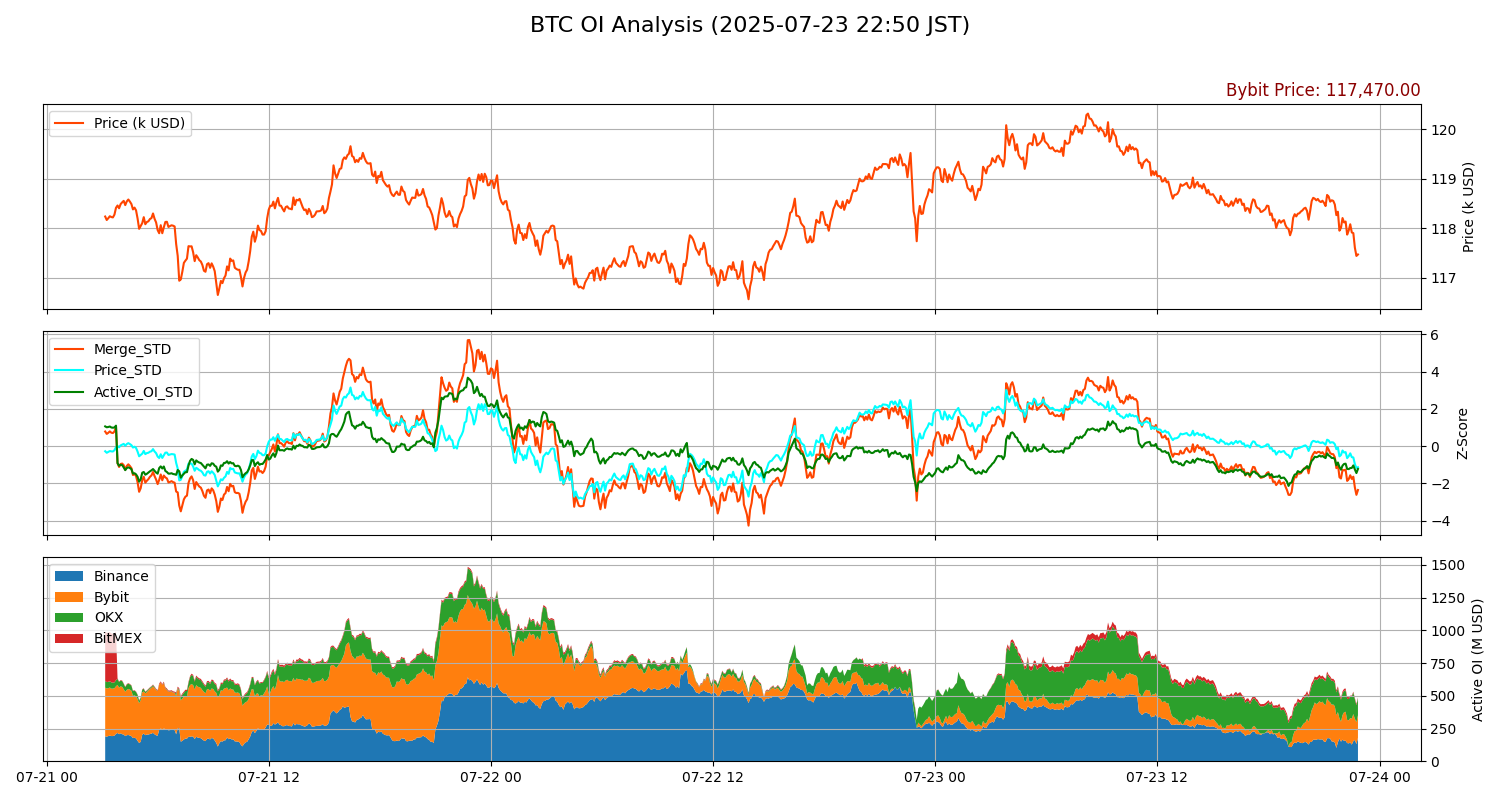 BTC OI Analysis (2025-07-23 22:50 JST)
Bybit Price: 117,470.00
Price (k USD)
120
119
118
117
Price (k USD)
Merge_STD
Price_STD
Active_OI_STD
6
4
2
0
−2
−4
Z-Score
Binance
Bybit
OKX
BitMEX
1500
1250
1000
750
500
250
0
Active OI (M USD)
07-21 00
07-21 12
07-22 00
07-22 12
07-23 00
07-23 12
07-24 00